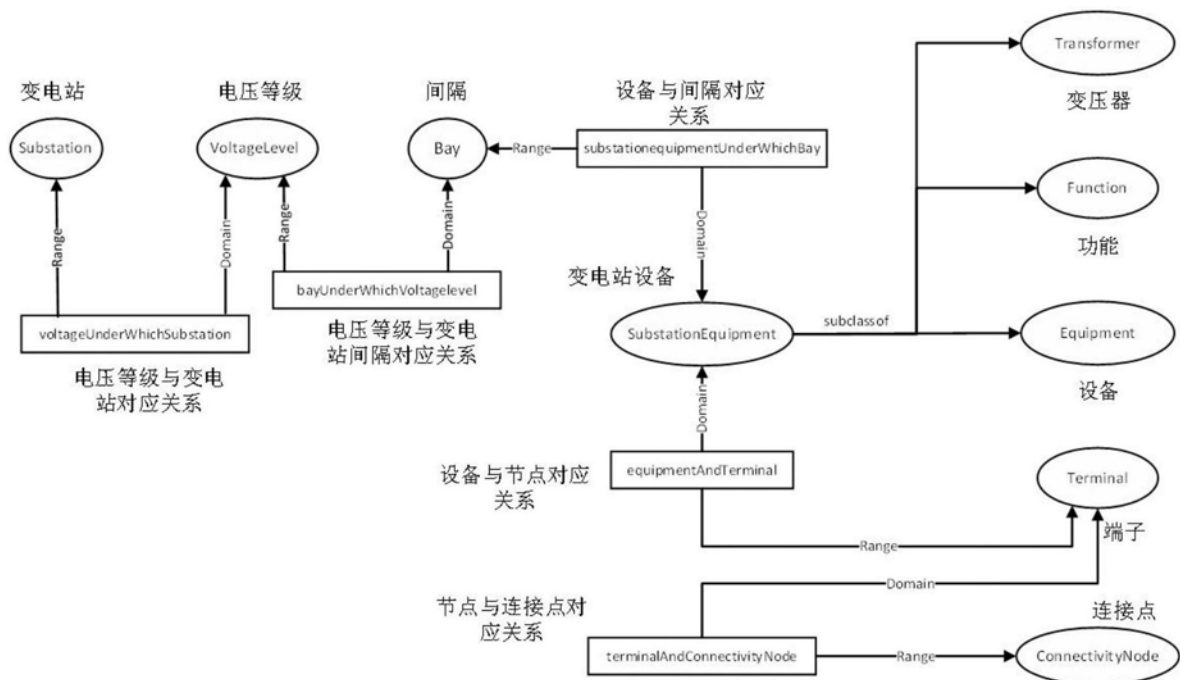 Transformer
变压器
变电站
电压等级
间隔
设备与间隔对应
关系
Substation
VoltageLevel
Bay
Range
substationequipmentUnderWhichBay
Function
功能
Range
Domain
Range
Domain
Domain
变电站设备
bayUnderWhichVoltagelevel
voltageUnderWhichSubstation
电压等级与变电
站间隔对应关系
SubstationEquipment
subclassof
Equipment
设备
电压等级与变电
站对应关系
Domain
设备与节点对应
关系
equipmentAndTerminal
Terminal
端子
Range
Domain
节点与连接点对
应关系
连接点
terminalAndConnectivityNode
Range
ConnectivityNode